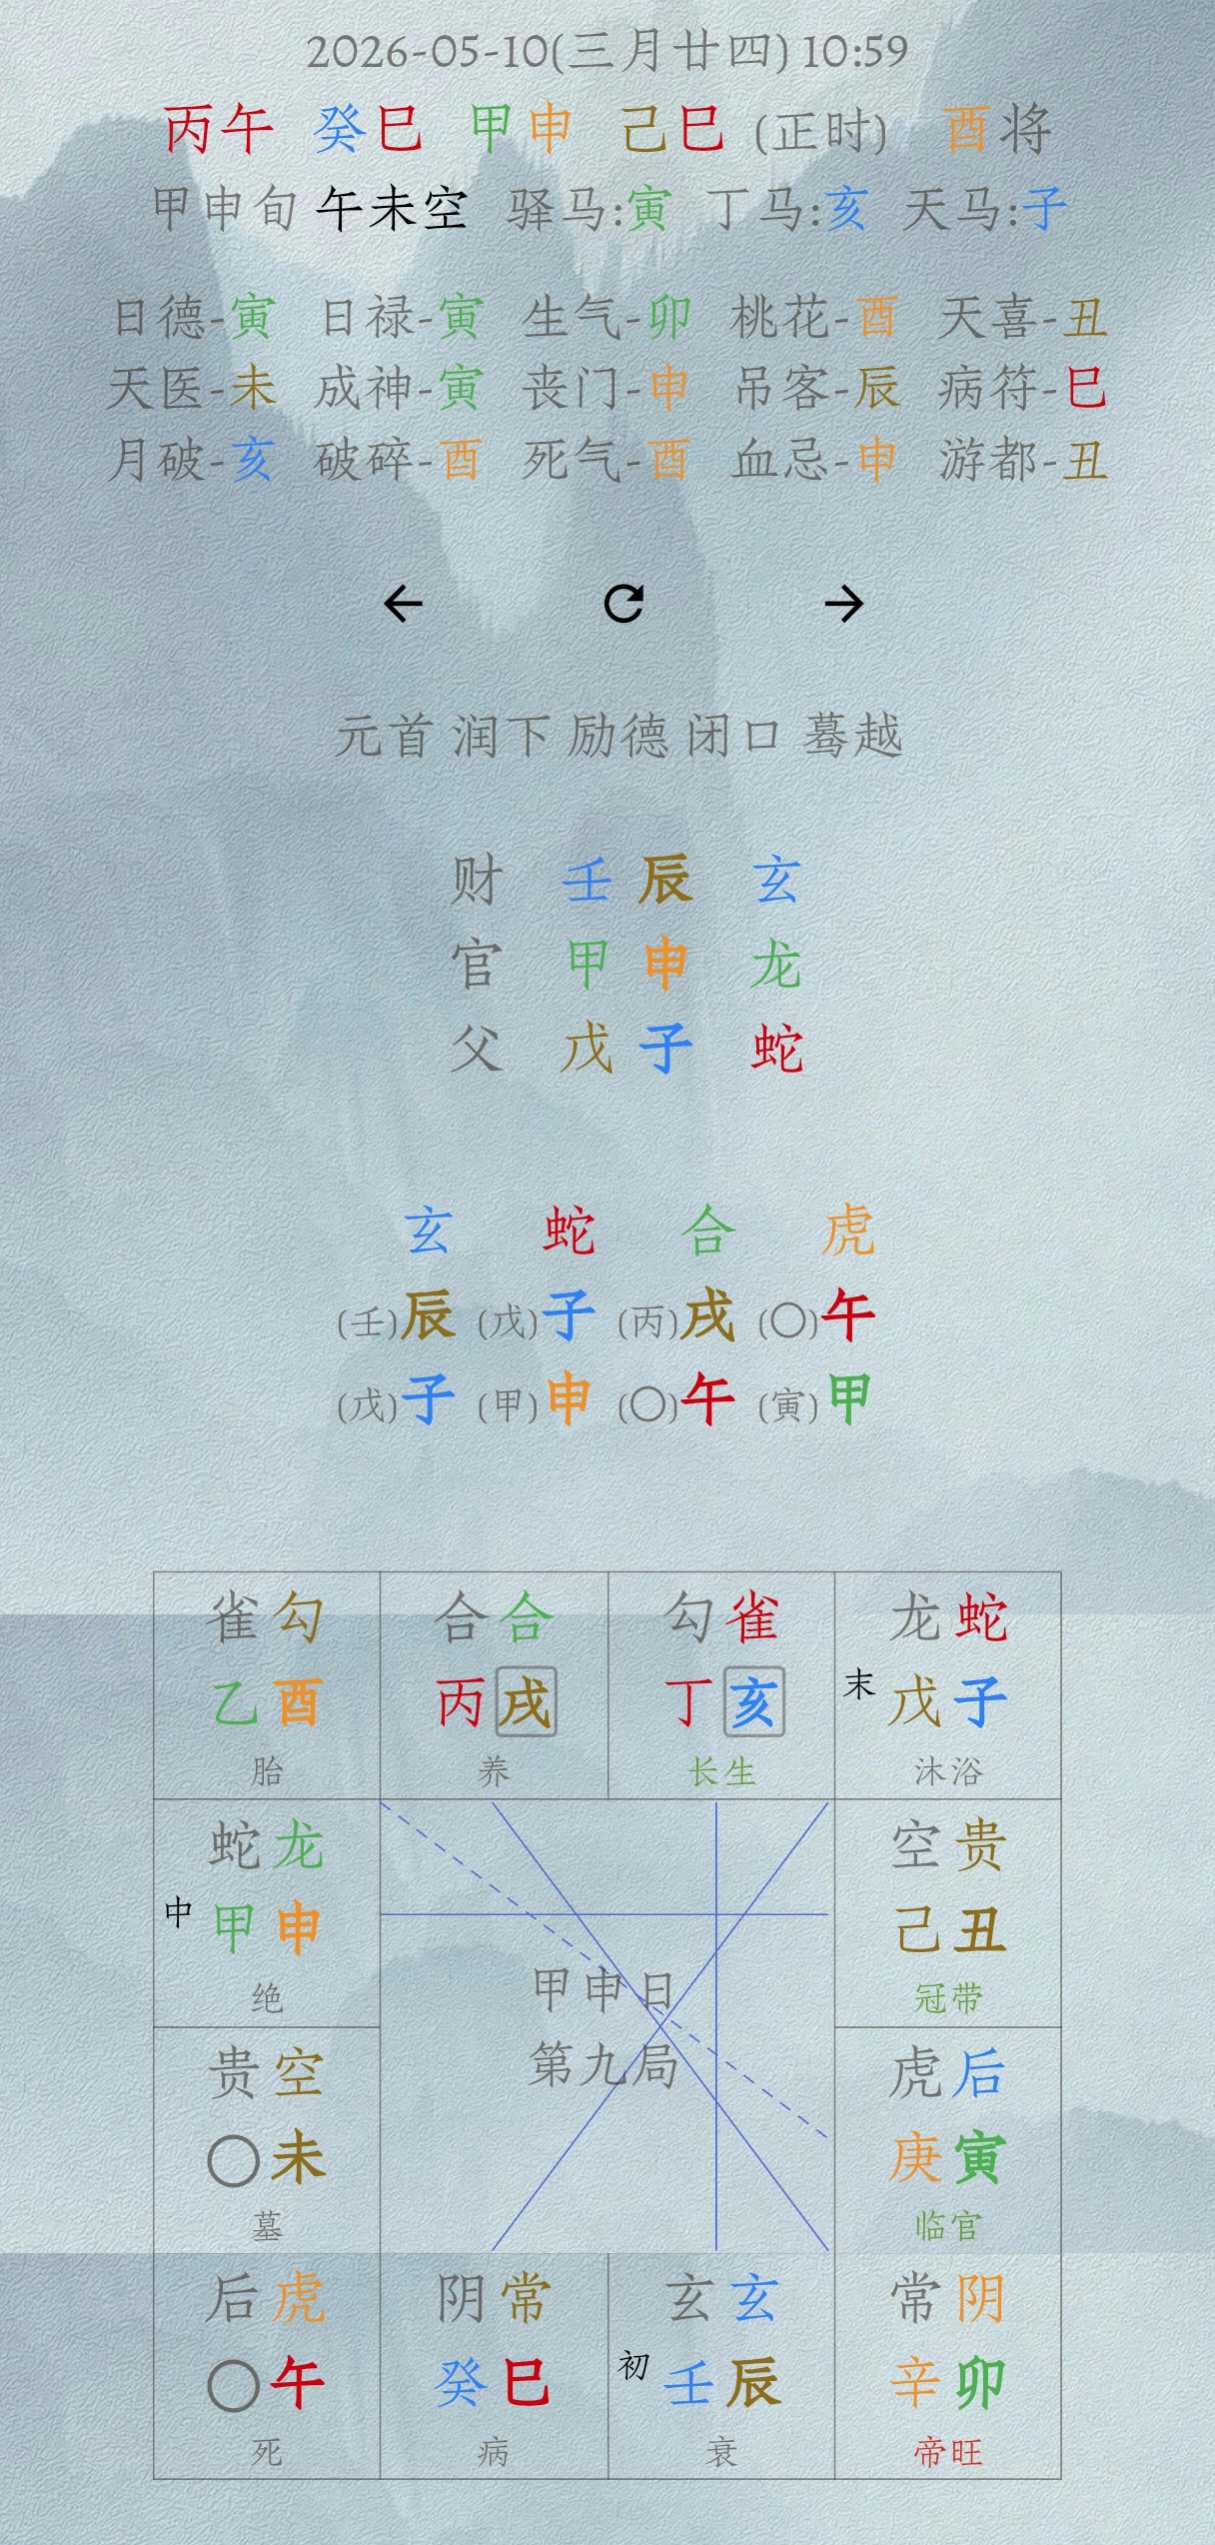 2026-05-10(三月廿四) 10:59
丙午 癸巳 甲申 己巳 (正时) 酉将
甲申旬 午未空 驿马:寅 丁马:亥 天马:子
日德-寅 日禄-寅 生气-卯 桃花-酉 天喜-丑
天医-未 成神-寅 丧门-申 吊客-辰 病符-巳
月破-亥 破碎-酉 死气-酉 血忌-申 游都-丑
元首 润下 励德 闭口 蓦越
财 壬 辰 玄
官 甲 申 龙
父 戊 子 蛇
玄 蛇 合 虎
(壬)辰 (戊)子 (丙)戌 (〇)午
(戊)子 (甲)申 (〇)午 (寅)甲
雀勾 合合 勾雀 龙蛇
乙酉 丙戌 丁亥 末 戊子
胎 养 长生 沐浴
蛇龙 空贵
中 甲申 己丑
绝 冠带
甲申日
第九局
贵空 虎后
〇未 庚寅
墓 临官
后虎 阴常 玄玄 常阴
〇午 癸巳 初 壬辰 辛卯
死 病 衰 帝旺